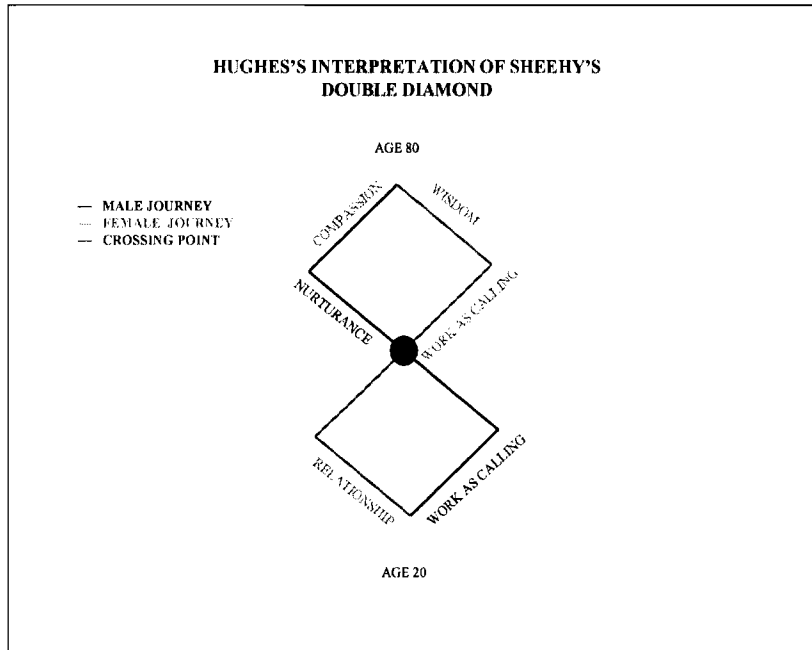 HUGHES'S INTERPRETATION OF SHEEHY'S
DOUBLE DIAMOND
AGE 80
MALE JOURNEY
FEMALE JOURNEY
CROSSING POINT
COMPASSION
WISDOM
NURTURANCE
WORK AS CALLING
RELATIONSHIP
WORK AS CALLING
AGE 20